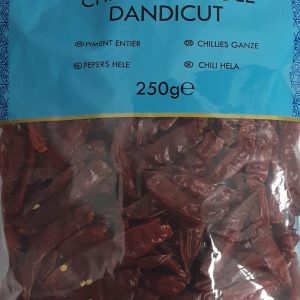 DANDICUT
PIMENT ENTIER
CHILLIES GANZE
PEPERS HELE
CHILI HELA
250g℮